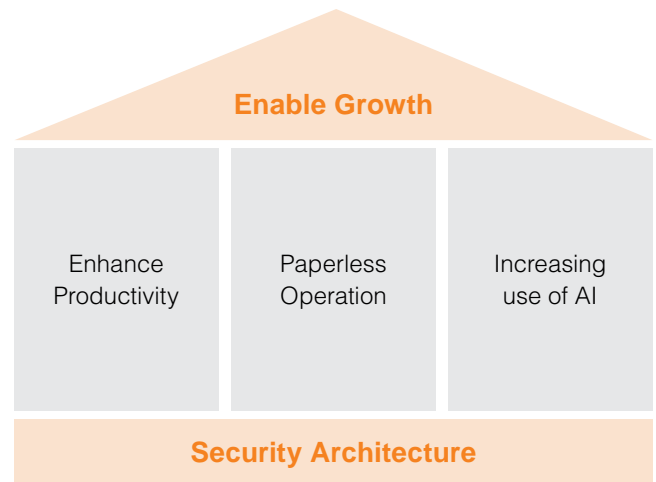 Enable Growth
Enhance
Productivity
Paperless
Operation
Increasing
use of AI
Security Architecture